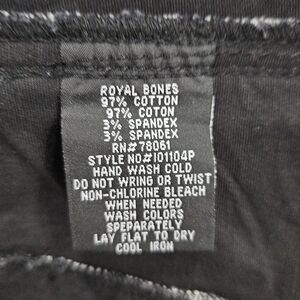 ROYAL BONES
97% COTTON
97% COTON
3% SPANDEX
3% SPANDEX
RN#78061
STYLE NO#101104P
HAND WASH COLD
DO NOT WRING OR TWIST
NON-CHLORINE BLEACH
WHEN NEEDED
WASH COLORS
SPEPARATELY
LAY FLAT TO DRY
COOL IRON